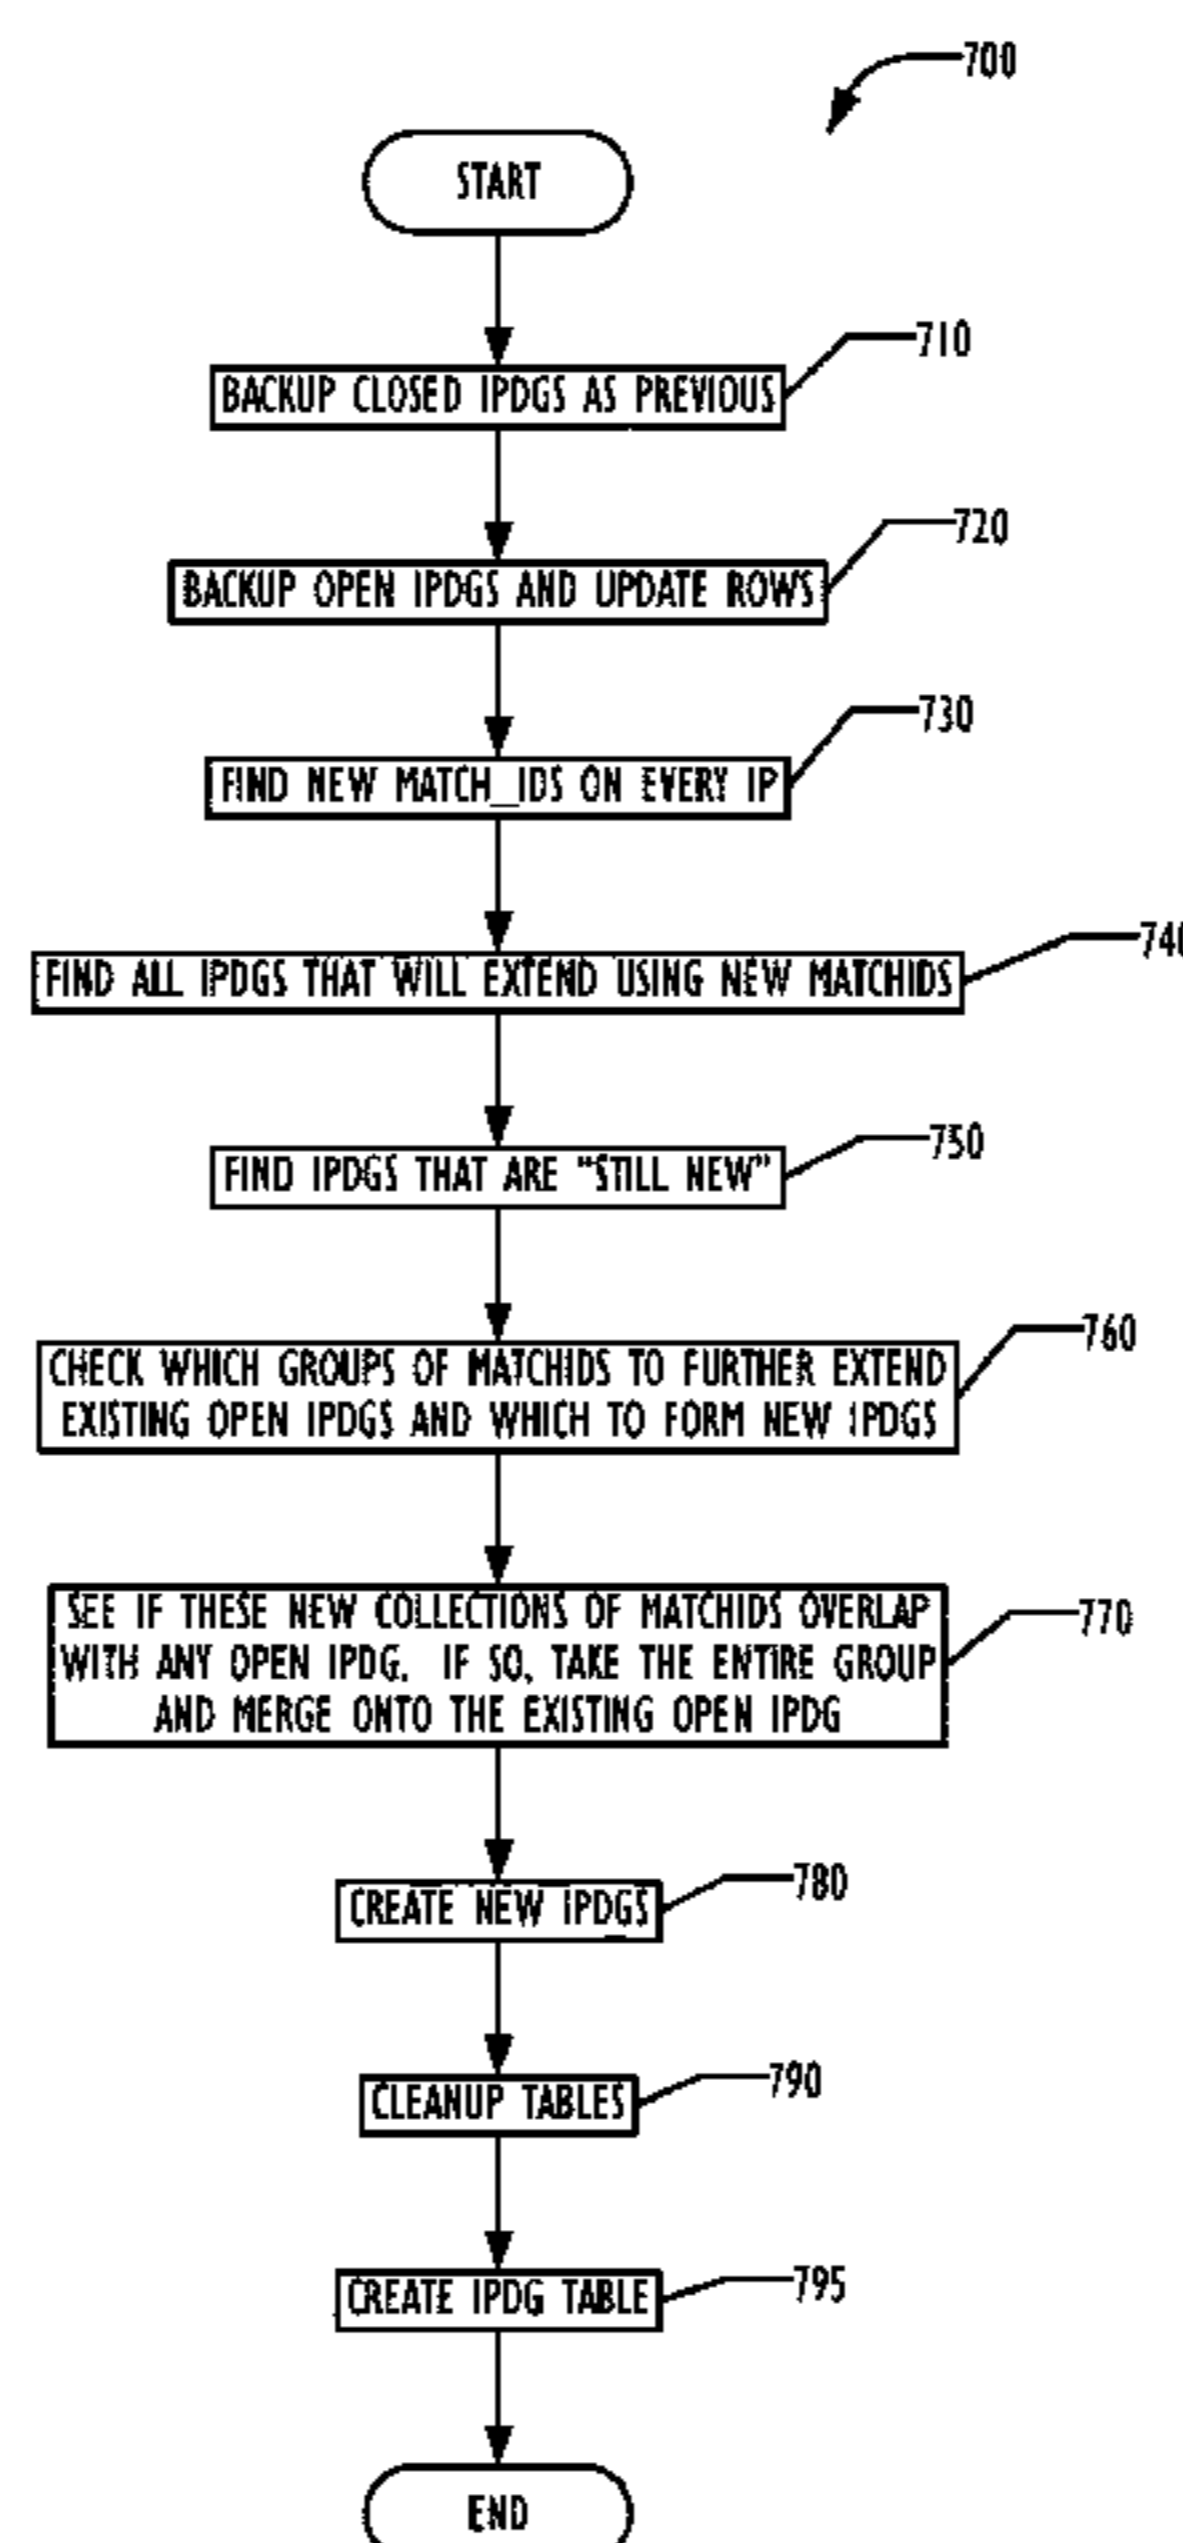 700
START
710
BACKUP CLOSED IPDGS AS PREVIOUS
720
BACKUP OPEN IPDGS AND UPDATE ROWS
730
FIND NEW MATCH_IDS ON EVERY IP
740
FIND ALL IPDGS THAT WILL EXTEND USING NEW MATCHIDS
750
FIND IPDGS THAT ARE "STILL NEW"
760
CHECK WHICH GROUPS OF MATCHIDS TO FURTHER EXTEND
EXISTING OPEN IPDGS AND WHICH TO FORM NEW IPDGS
770
SEE IF THESE NEW COLLECTIONS OF MATCHIDS OVERLAP
WITH ANY OPEN IPDG. IF SO, TAKE THE ENTIRE GROUP
AND MERGE ONTO THE EXISTING OPEN IPDG
780
CREATE NEW IPDGS
790
CLEANUP TABLES
795
CREATE IPDG TABLE
END